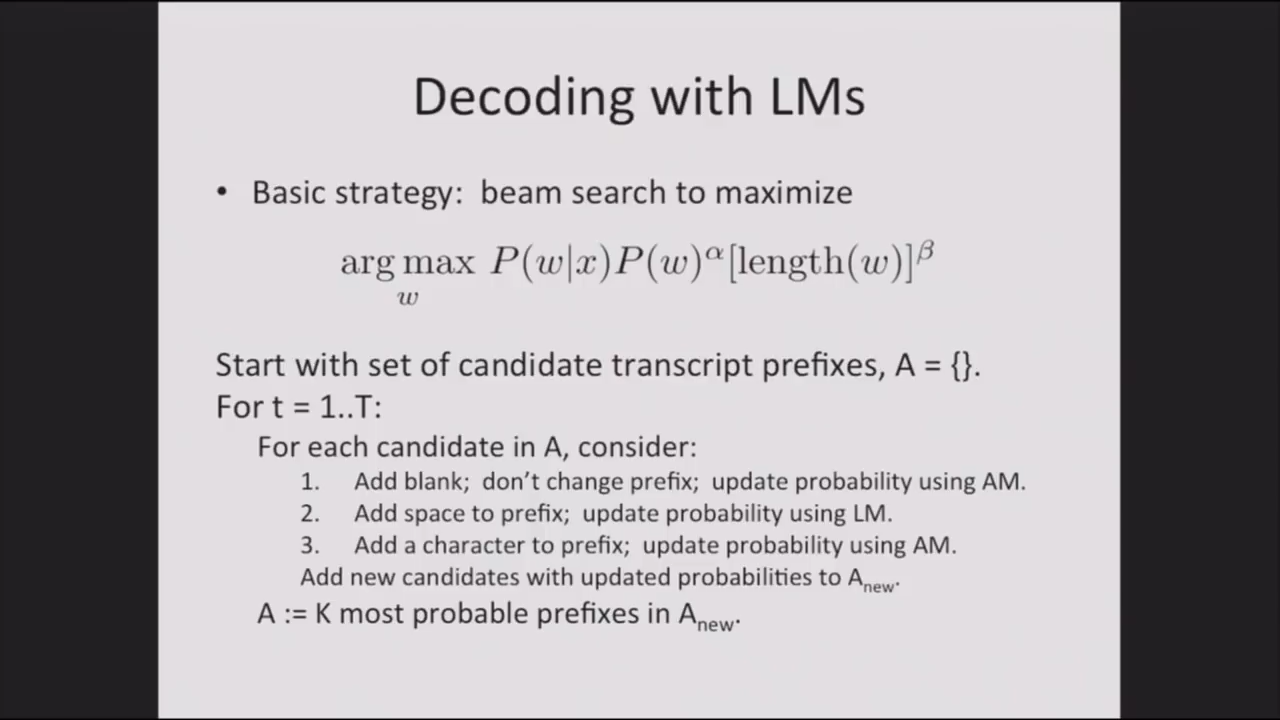 Decoding with LMs
• Basic strategy: beam search to maximize
arg max P(w|x)P(w)^α[length(w)]^β
w
Start with set of candidate transcript prefixes, A = {}.
For t = 1..T:
For each candidate in A, consider:
1. Add blank; don’t change prefix; update probability using AM.
2. Add space to prefix; update probability using LM.
3. Add a character to prefix; update probability using AM.
Add new candidates with updated probabilities to A_new.
A := K most probable prefixes in A_new.